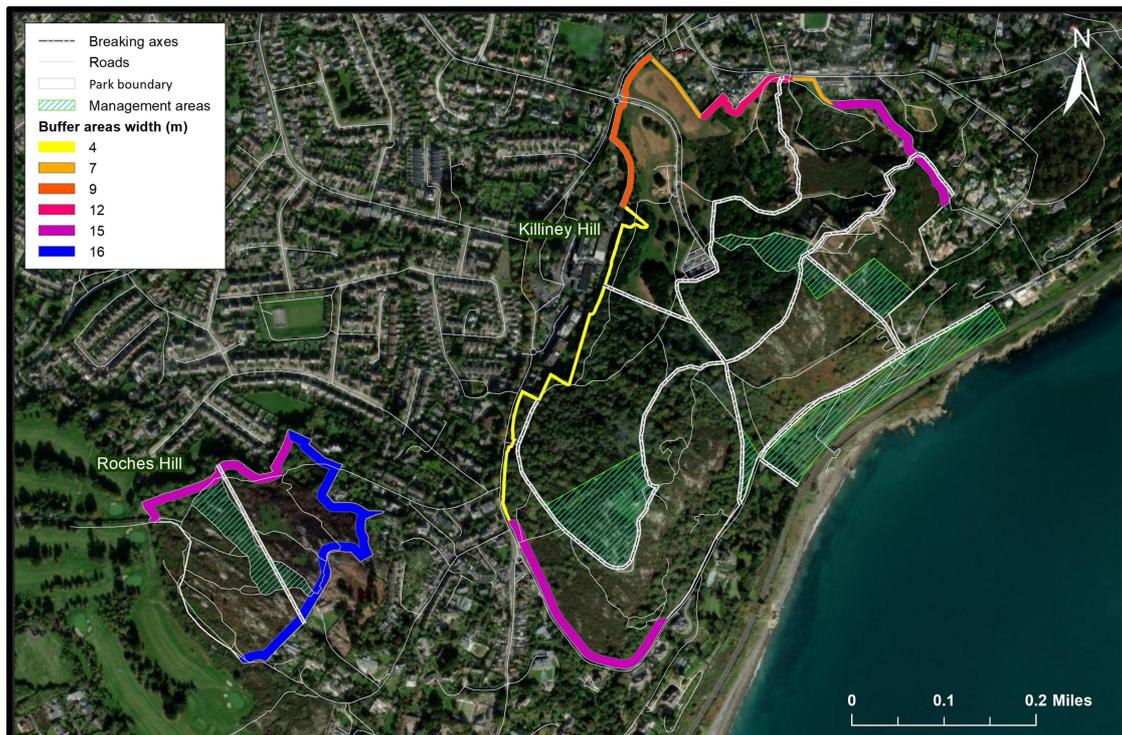 Breaking axes
Roads
Park boundary
Management areas
Buffer areas width (m)
4
7
9
12
15
16
N
Killiney Hill
Roches Hill
0 0.1 0.2 Miles